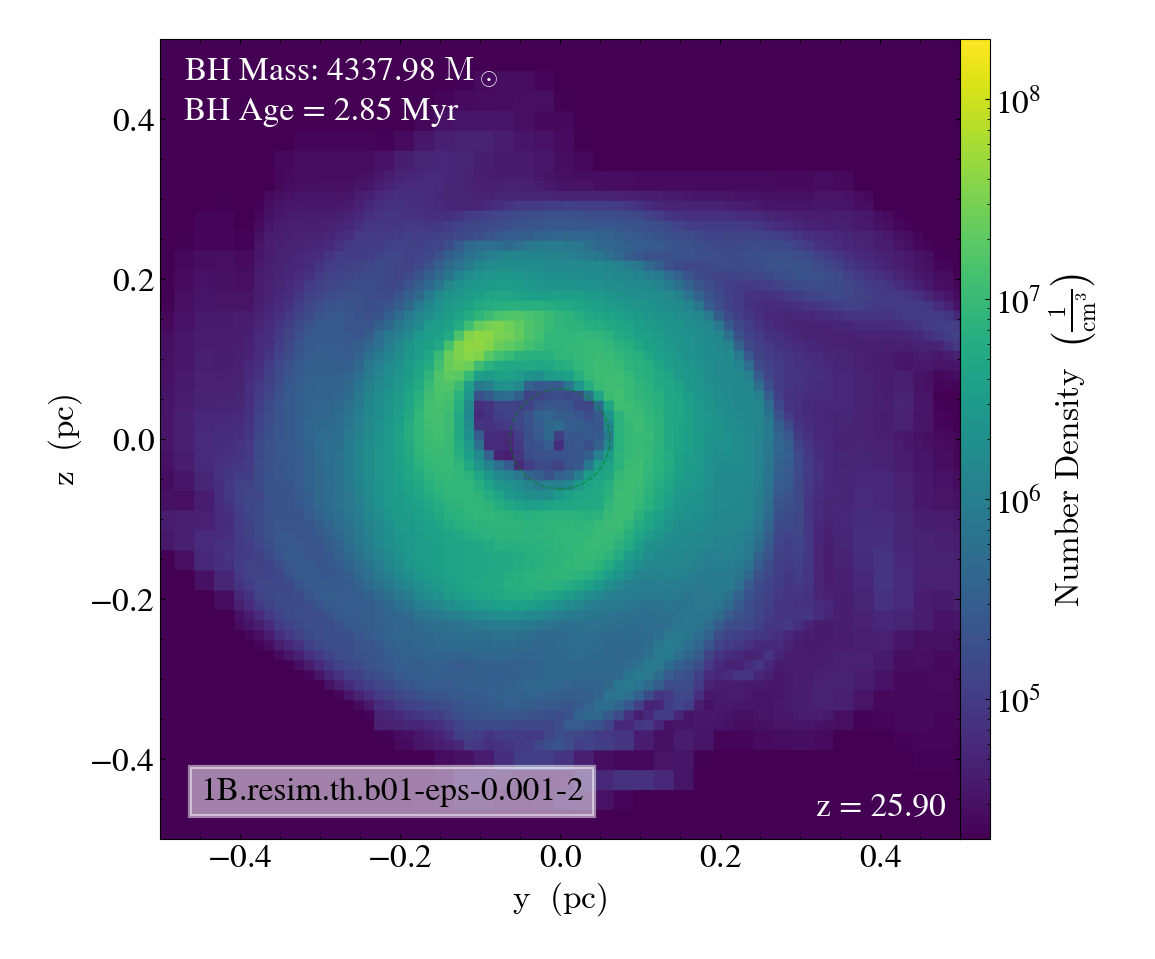 BH Mass: 4337.98 M⊙
BH Age = 2.85 Myr
0.4
0.2
0.0
−0.2
−0.4
z (pc)
1B.resim.th.b01-eps-0.001-2
z = 25.90
−0.4 −0.2 0.0 0.2 0.4
y (pc)
10⁸
10⁷
10⁶
10⁵
Number Density (1/cm³)